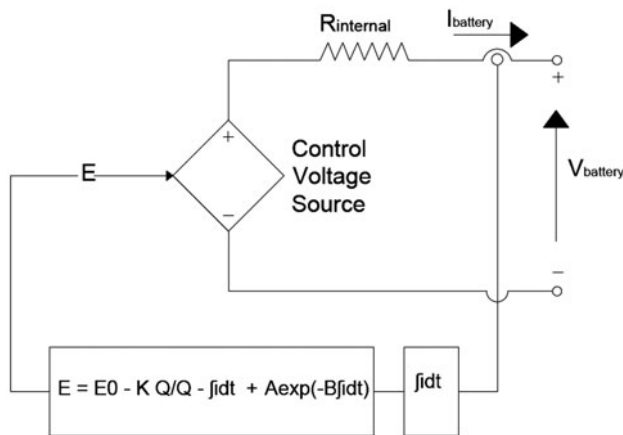 Rinternal
Ibattery
+
+
E
Control
Voltage
Source
Vbattery
−
−
E = E0 - K Q/Q - ∫idt + Aexp(-B∫idt)
∫idt